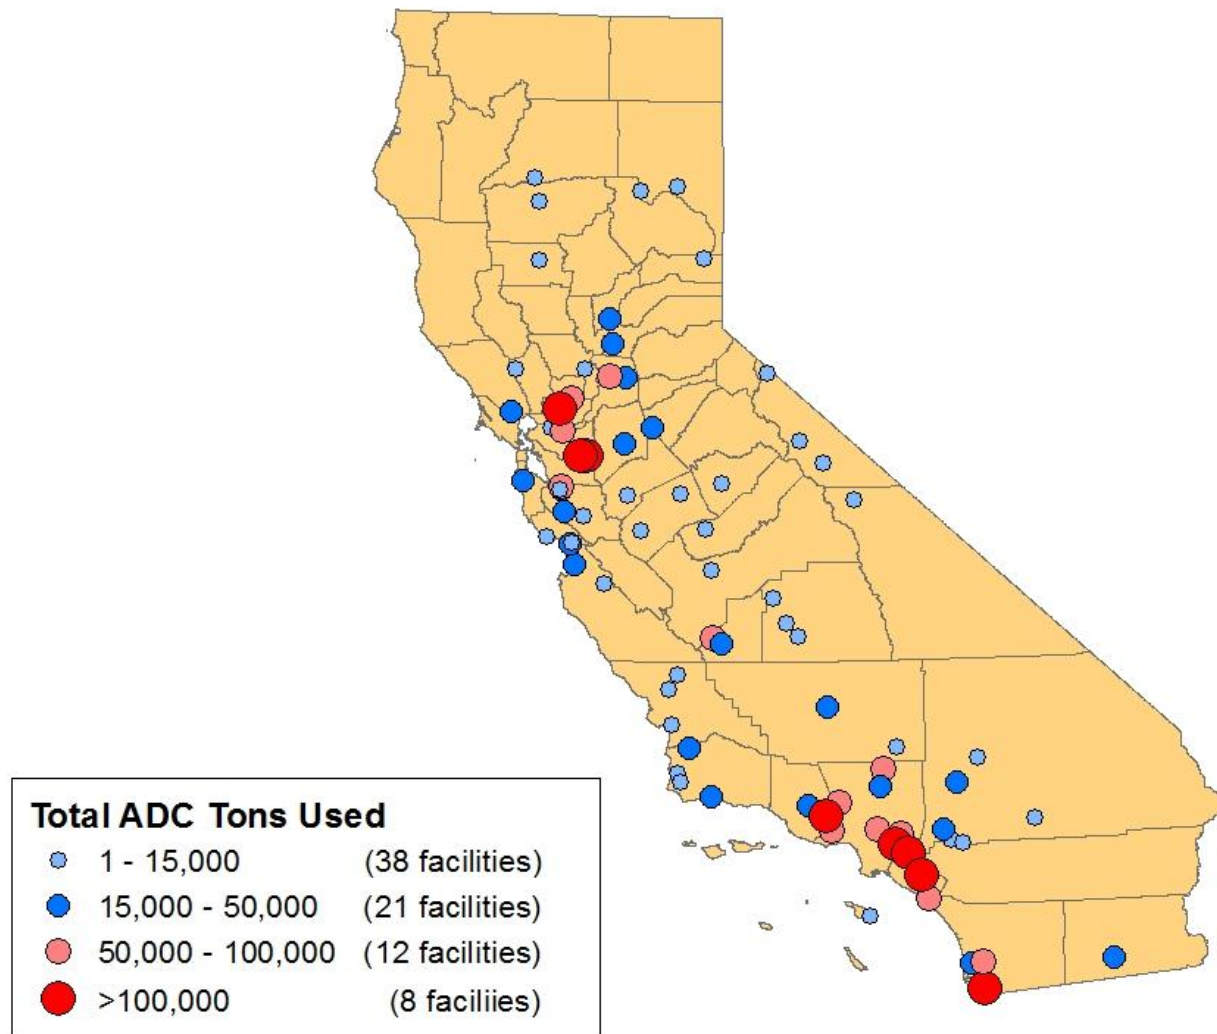 Total ADC Tons Used
1 - 15,000 (38 facilities)
15,000 - 50,000 (21 facilities)
50,000 - 100,000 (12 facilities)
>100,000 (8 faciliies)